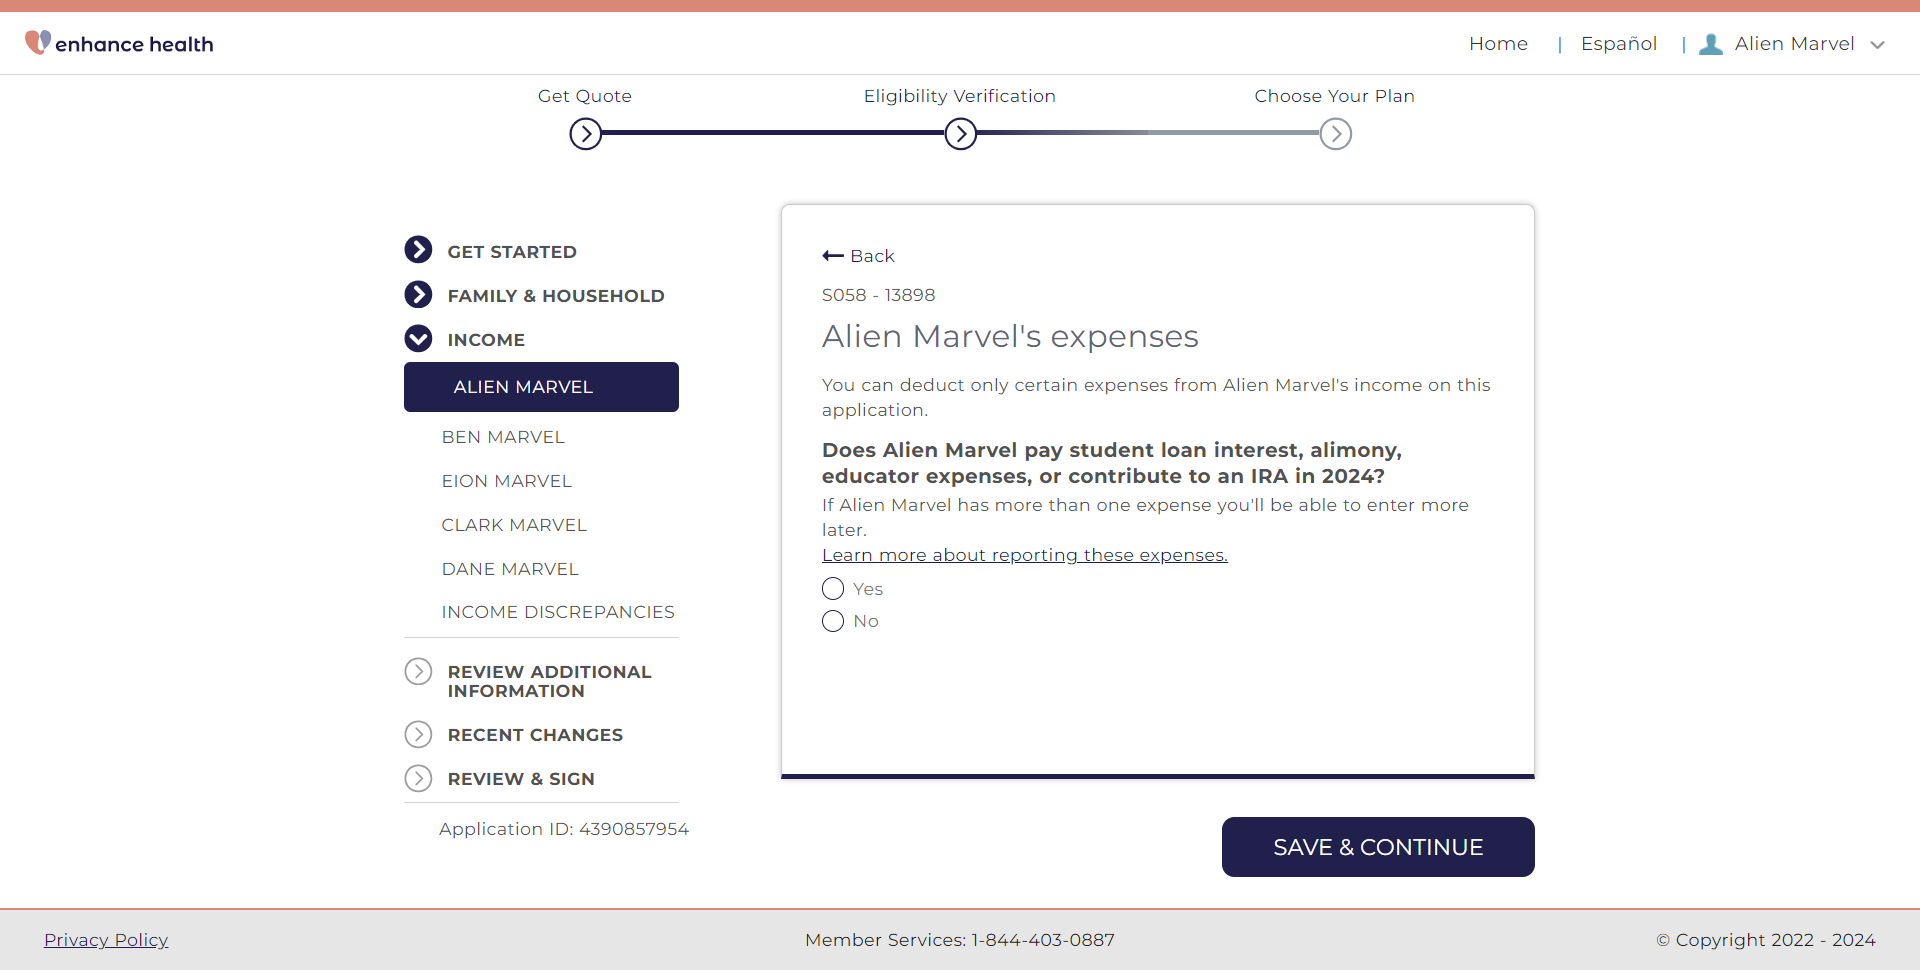 enhance health
Home | Español | Alien Marvel
Get Quote
Eligibility Verification
Choose Your Plan
GET STARTED
FAMILY & HOUSEHOLD
INCOME
ALIEN MARVEL
BEN MARVEL
EION MARVEL
CLARK MARVEL
DANE MARVEL
INCOME DISCREPANCIES
REVIEW ADDITIONAL
INFORMATION
RECENT CHANGES
REVIEW & SIGN
Application ID: 4390857954
Back
S058 - 13898
Alien Marvel's expenses
You can deduct only certain expenses from Alien Marvel's income on this
application.
Does Alien Marvel pay student loan interest, alimony,
educator expenses, or contribute to an IRA in 2024?
If Alien Marvel has more than one expense you'll be able to enter more
later.
Learn more about reporting these expenses.
Yes
No
SAVE & CONTINUE
Privacy Policy
Member Services: 1-844-403-0887
© Copyright 2022 - 2024